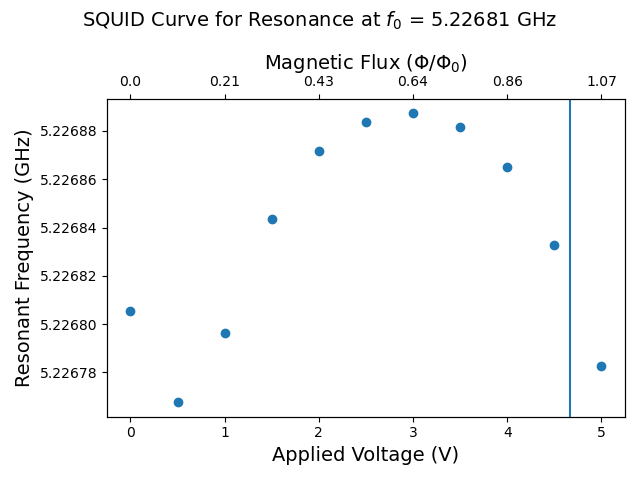 SQUID Curve for Resonance at f₀ = 5.22681 GHz
Magnetic Flux (Φ/Φ₀)
0.0 0.21 0.43 0.64 0.86 1.07
5.22688
5.22686
5.22684
5.22682
5.22680
5.22678
Resonant Frequency (GHz)
0 1 2 3 4 5
Applied Voltage (V)